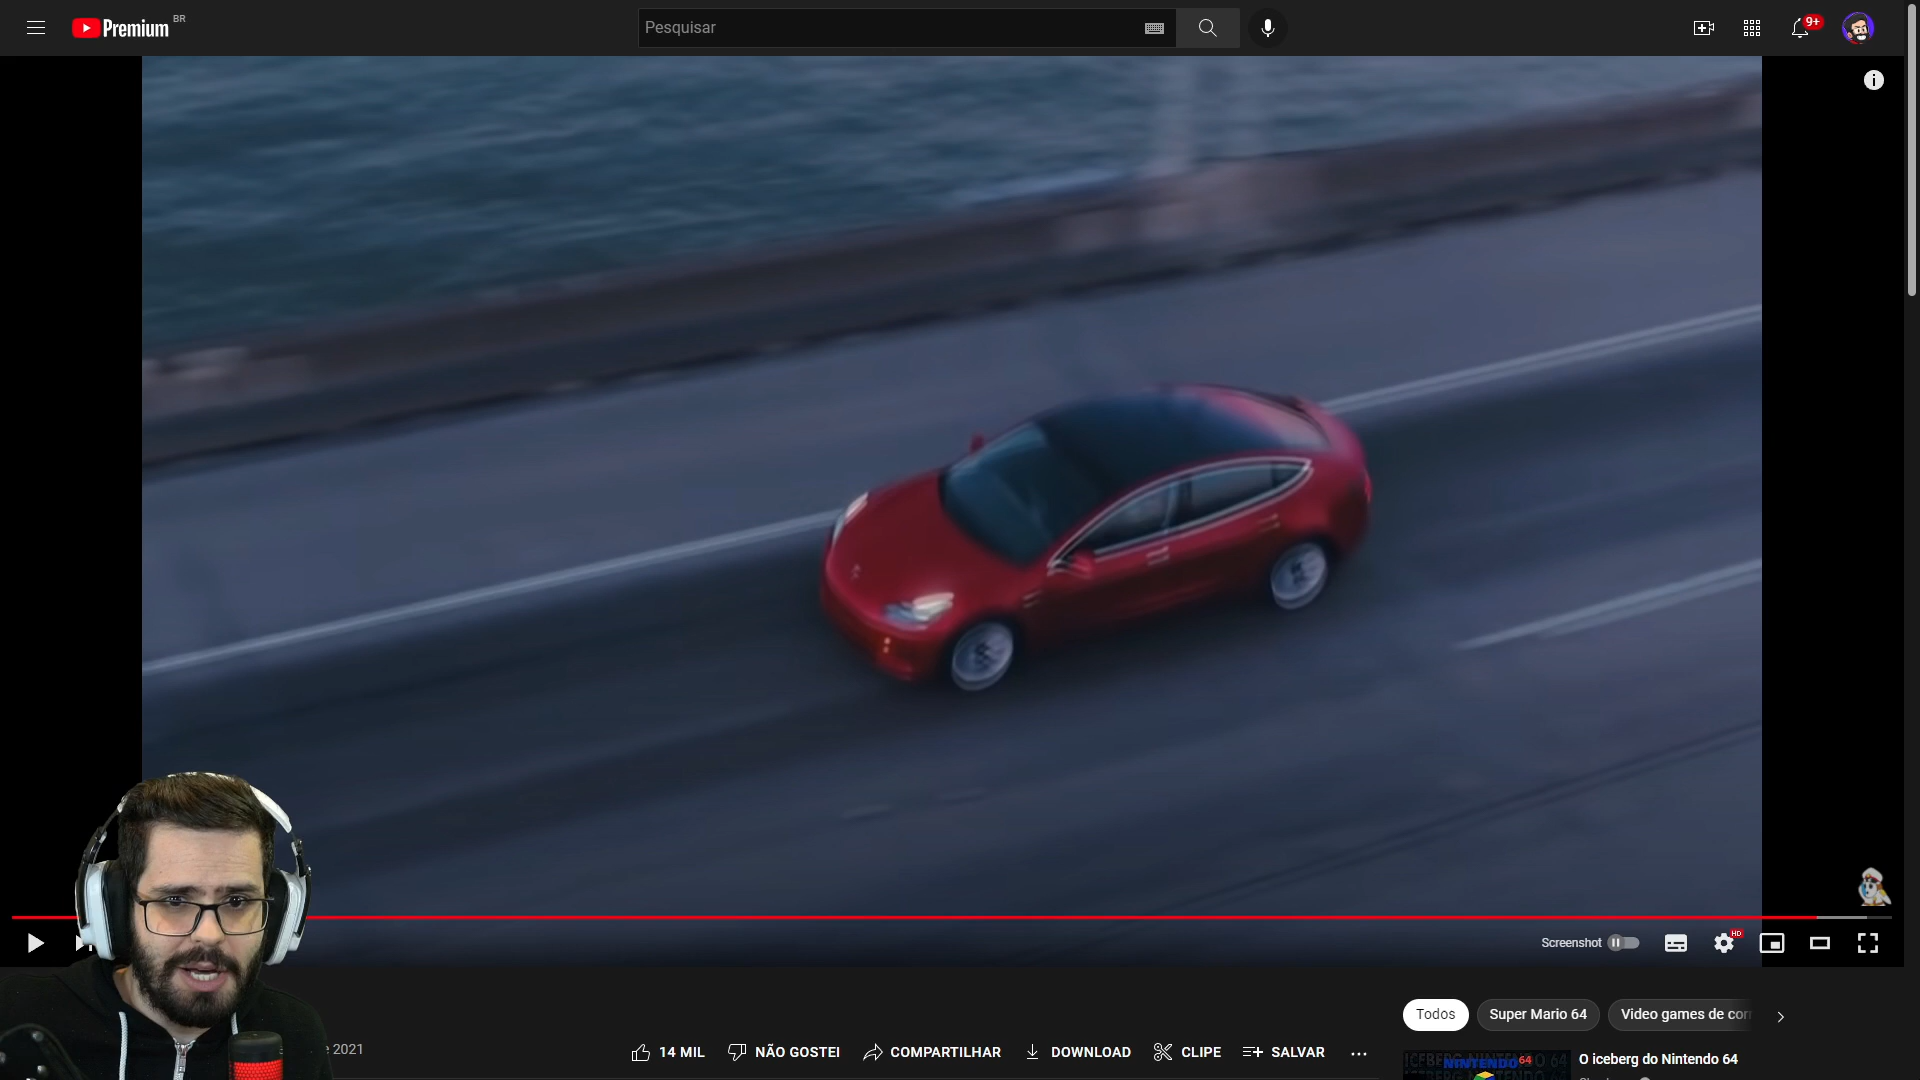 Premium BR
Pesquisar
9+
Screenshot
HD
e 2021
14 MIL
NÃO GOSTEI
COMPARTILHAR
DOWNLOAD
CLIPE
SALVAR
Todos
Super Mario 64
Video games de corr
O iceberg do Nintendo 64
NINTENDO 64